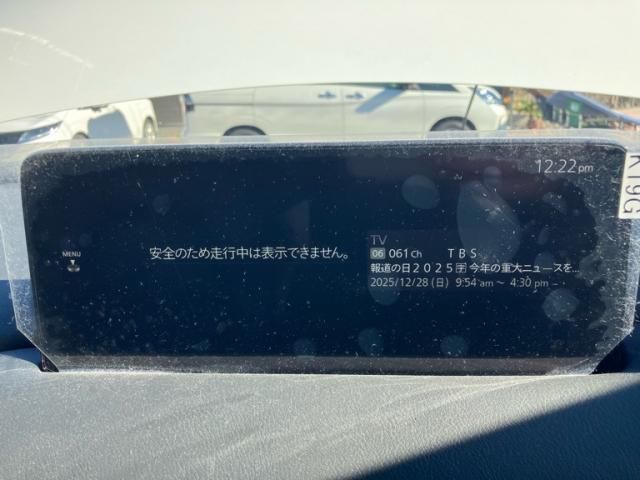 12:22pm
K19G
MENU
安全のため走行中は表示できません。
TV
06 061Ch TBS
報道の日２０２５🈑今年の重大ニュースを...
2025/12/28 (日) 9:54 am ～ 4:30 pm